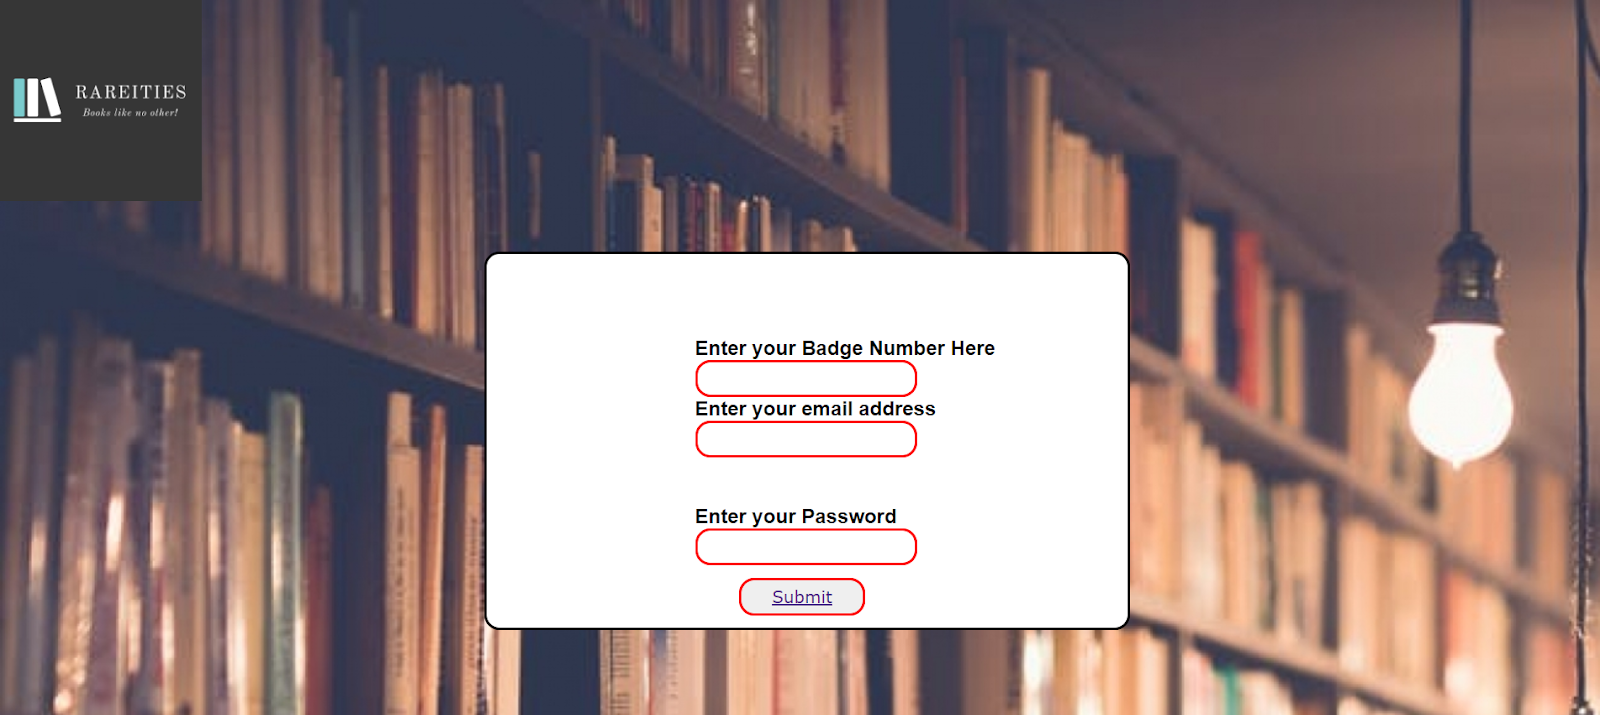 RAREITIES
Books like no other!
Enter your Badge Number Here
Enter your email address
Enter your Password
Submit